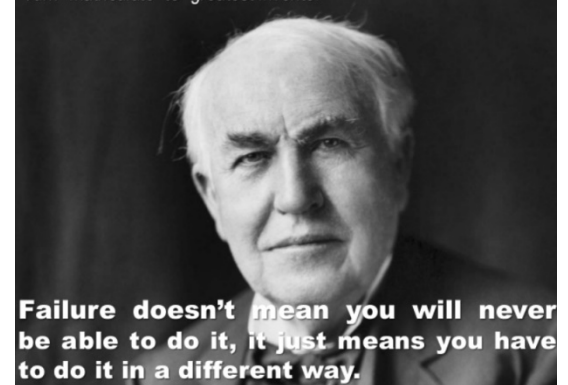 Failure doesn't mean you will never
be able to do it, it just means you have
to do it in a different way.